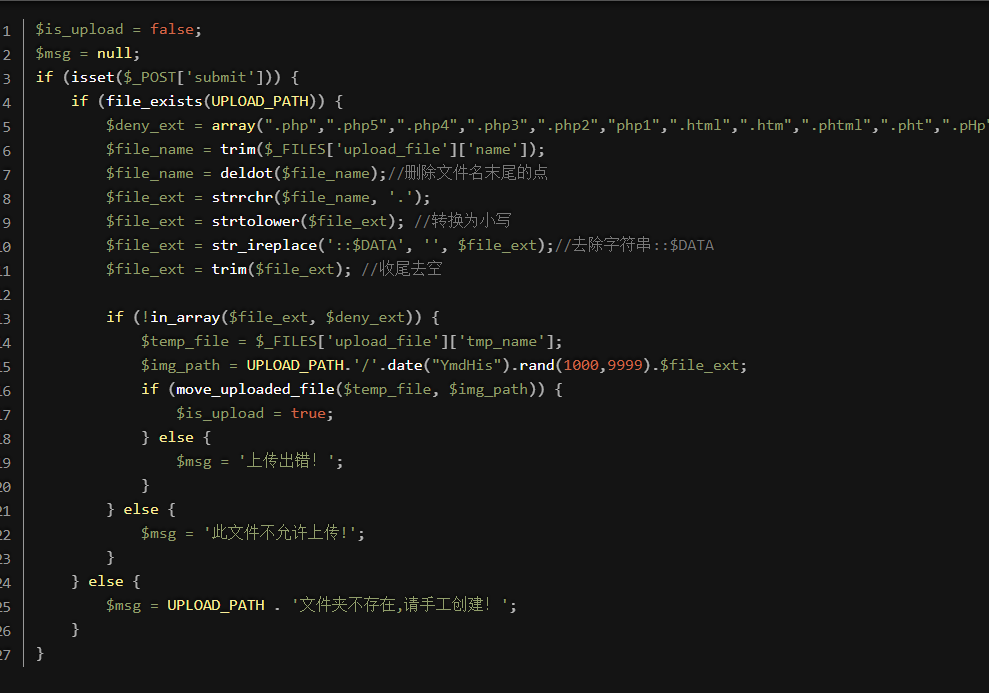 1 $is_upload = false;
2 $msg = null;
3 if (isset($_POST['submit'])) {
4 if (file_exists(UPLOAD_PATH)) {
5 $deny_ext = array(".php",".php5",".php4",".php3",".php2","php1",".html",".htm",".phtml",".pht",".pHp"
6 $file_name = trim($_FILES['upload_file']['name']);
7 $file_name = deldot($file_name);//删除文件名末尾的点
8 $file_ext = strrchr($file_name, '.');
9 $file_ext = strtolower($file_ext); //转换为小写
10 $file_ext = str_ireplace('::$DATA', '', $file_ext);//去除字符串::$DATA
11 $file_ext = trim($file_ext); //收尾去空
12
13 if (!in_array($file_ext, $deny_ext)) {
14 $temp_file = $_FILES['upload_file']['tmp_name'];
15 $img_path = UPLOAD_PATH.'/'.date("YmdHis").rand(1000,9999).$file_ext;
16 if (move_uploaded_file($temp_file, $img_path)) {
17 $is_upload = true;
18 } else {
19 $msg = '上传出错！';
20 }
21 } else {
22 $msg = '此文件不允许上传!';
23 }
24 } else {
25 $msg = UPLOAD_PATH . '文件夹不存在,请手工创建！';
26 }
27 }